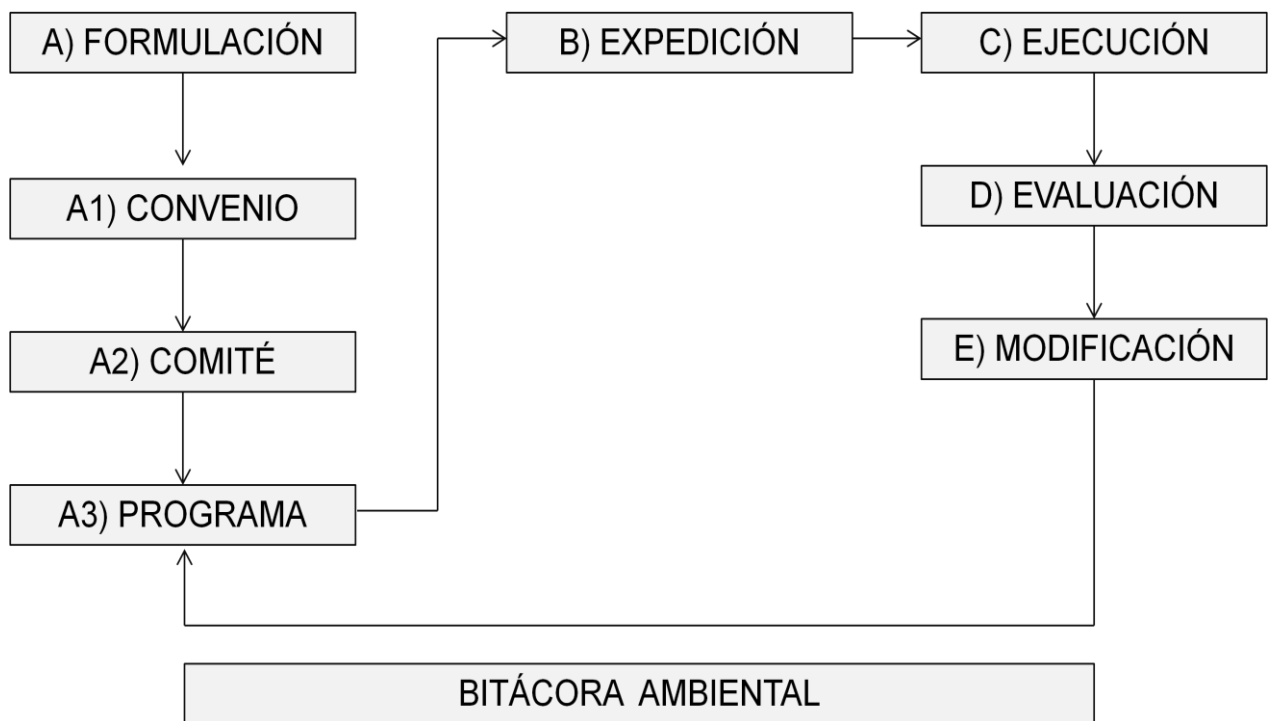 A) FORMULACIÓN
A1) CONVENIO
A2) COMITÉ
A3) PROGRAMA
B) EXPEDICIÓN
C) EJECUCIÓN
D) EVALUACIÓN
E) MODIFICACIÓN
BITÁCORA AMBIENTAL